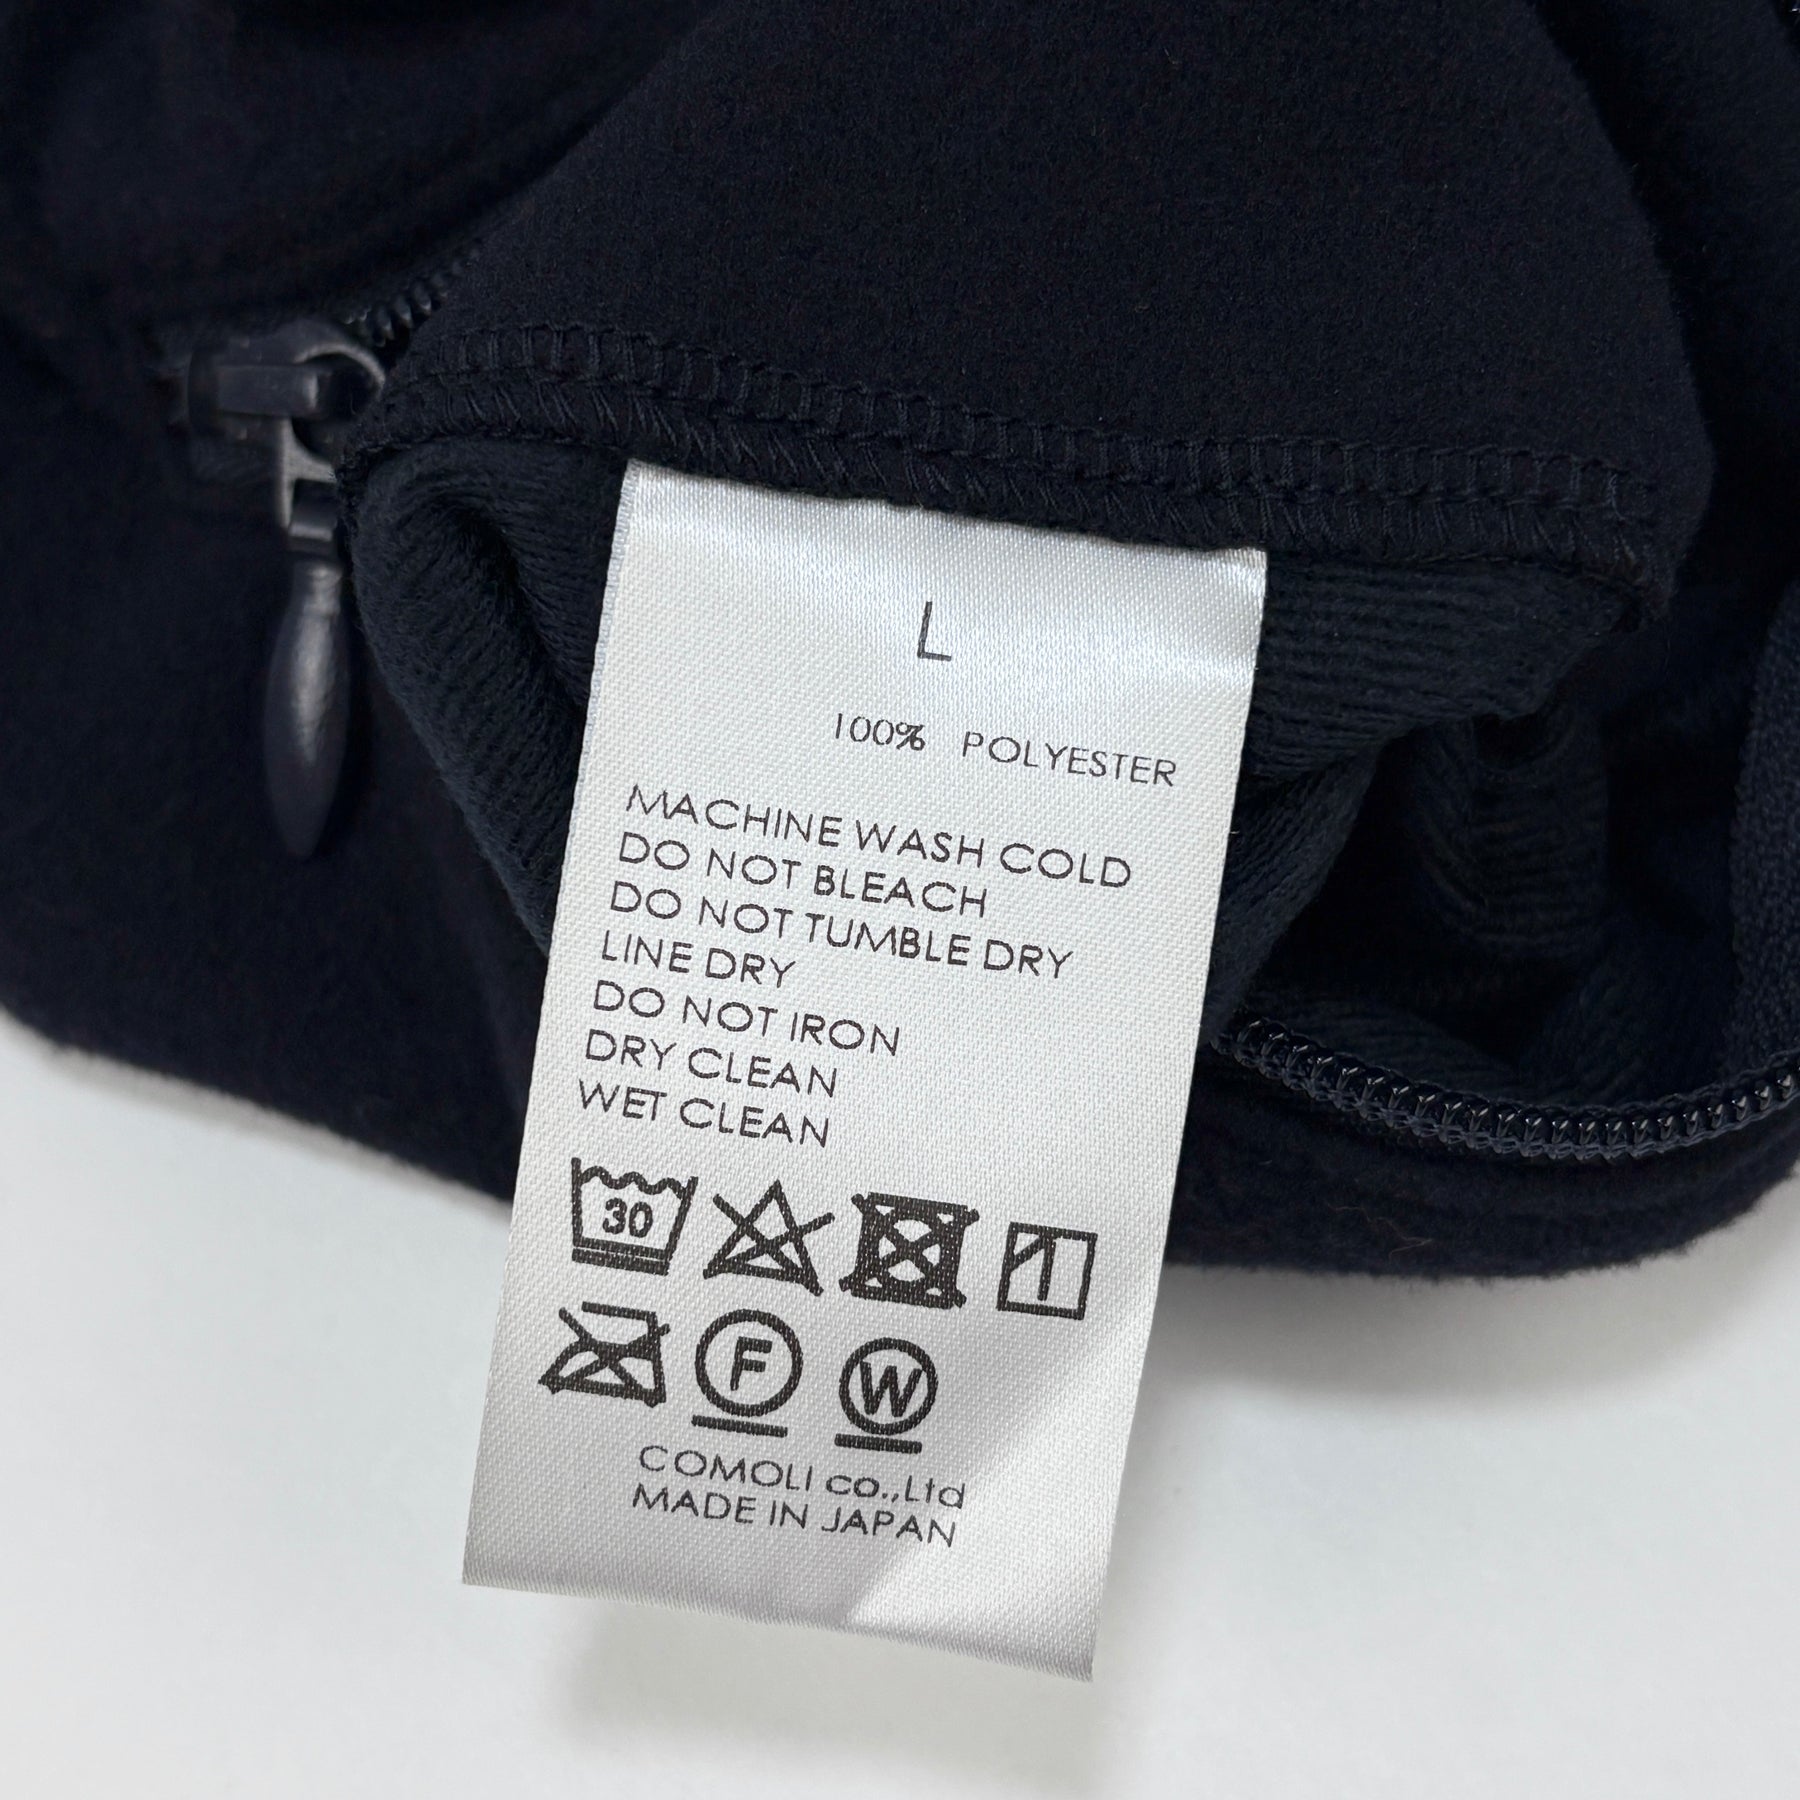 L
100% POLYESTER
MACHINE WASH COLD
DO NOT BLEACH
DO NOT TUMBLE DRY
LINE DRY
DO NOT IRON
DRY CLEAN
WET CLEAN
30
F W
COMOLI co.,Ltd
MADE IN JAPAN